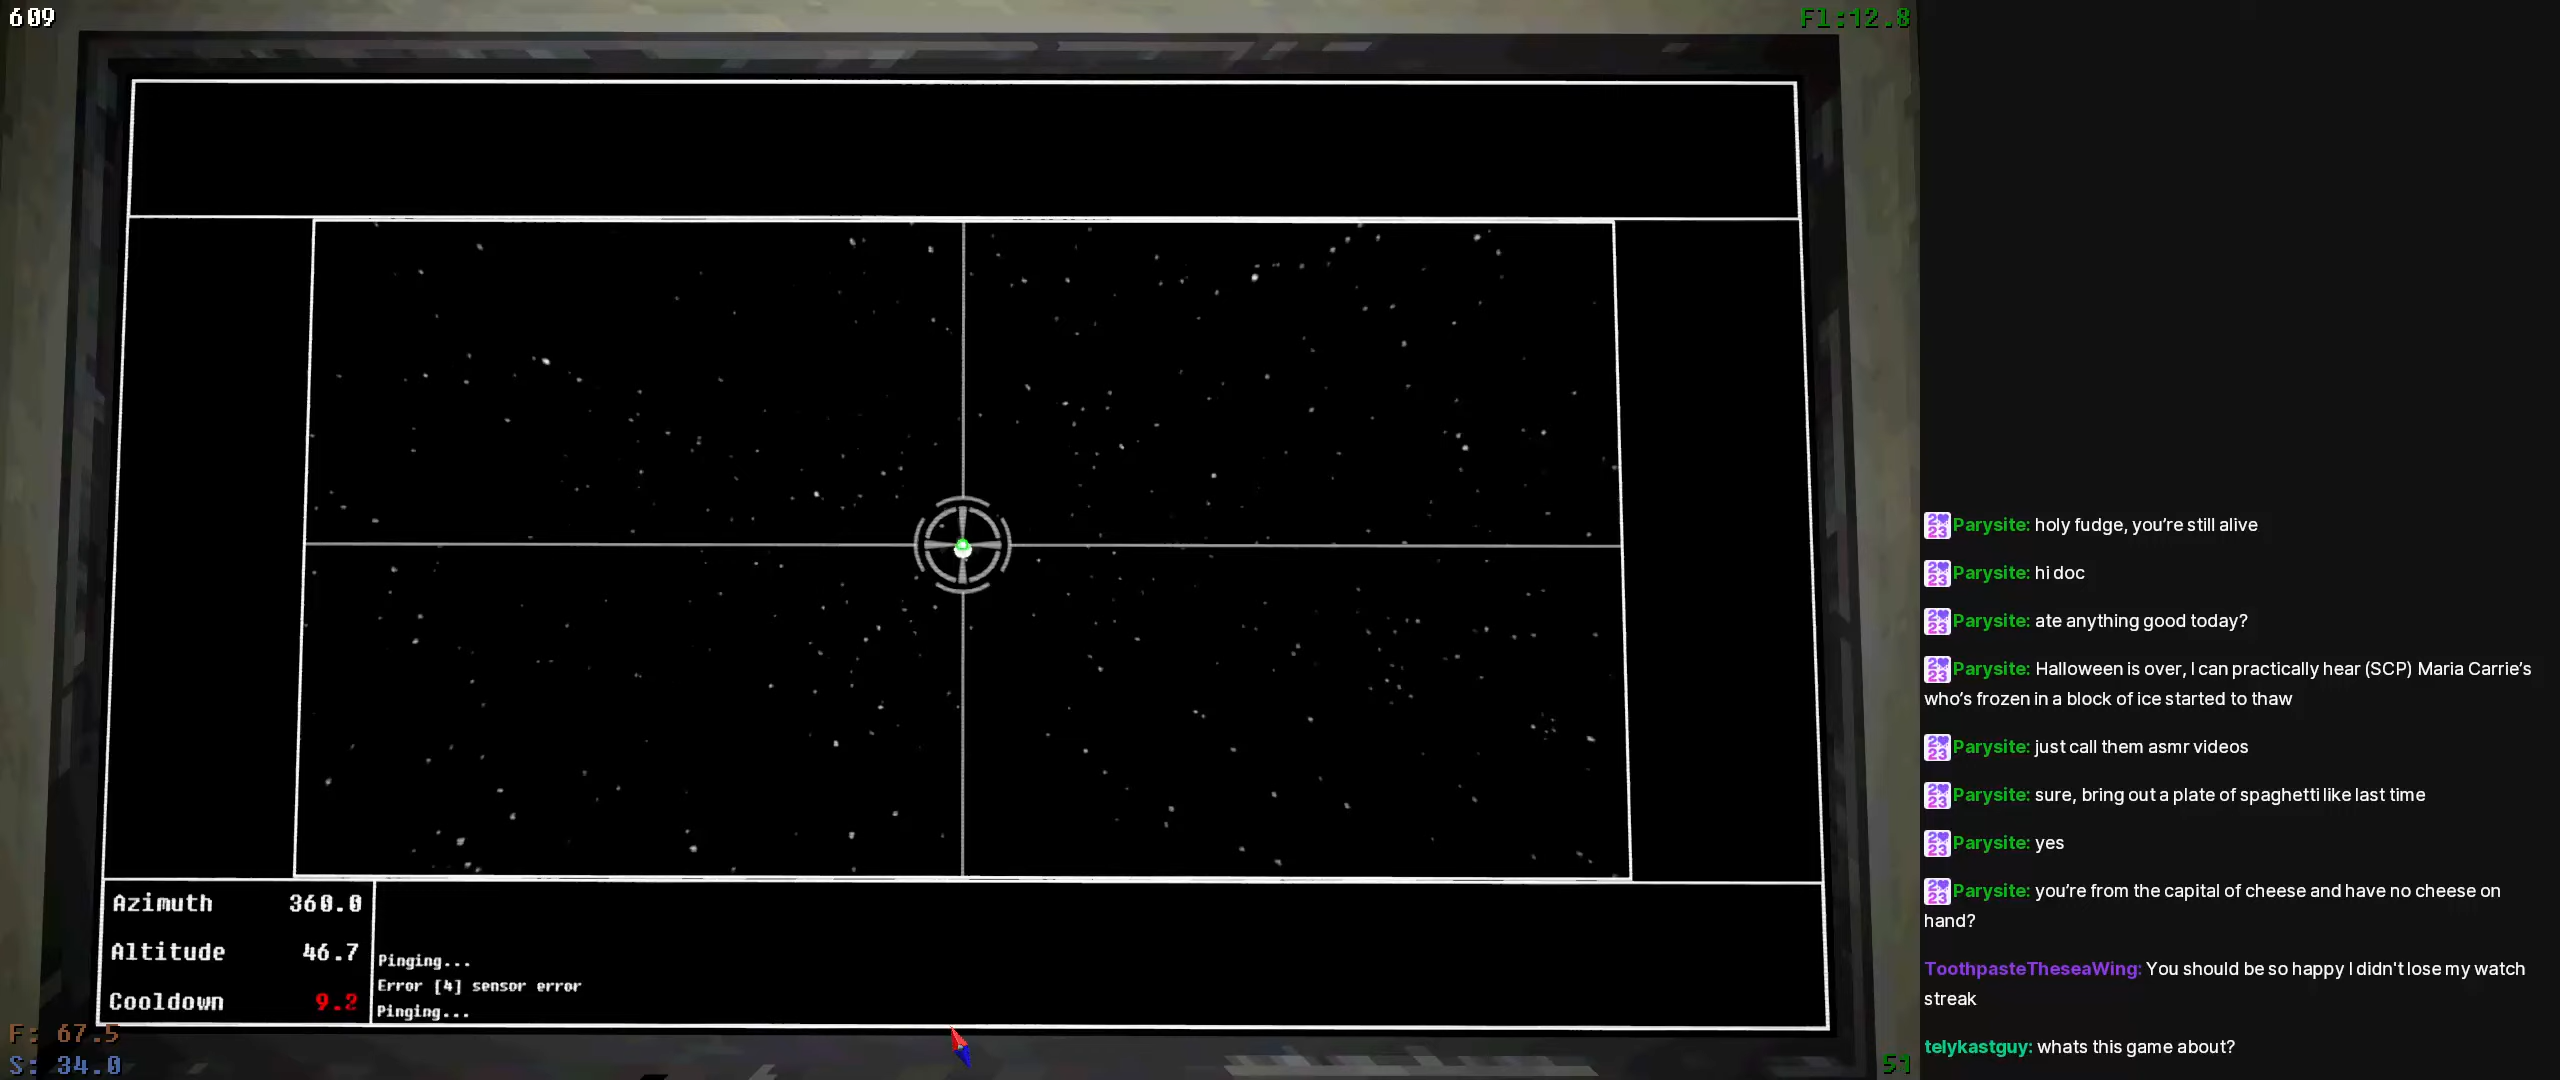 609
F1:12.8
Azimuth 360.0
Altitude 46.7
Cooldown 9.2
Pinging...
Error [4] sensor error
Pinging...
F: 67.5
S: 34.0
51
Parysite: holy fudge, you’re still alive
Parysite: hi doc
Parysite: ate anything good today?
Parysite: Halloween is over, I can practically hear (SCP) Maria Carrie’s
who’s frozen in a block of ice started to thaw
Parysite: just call them asmr videos
Parysite: sure, bring out a plate of spaghetti like last time
Parysite: yes
Parysite: you’re from the capital of cheese and have no cheese on
hand?
ToothpasteTheseaWing: You should be so happy I didn't lose my watch
streak
telykastguy: whats this game about?